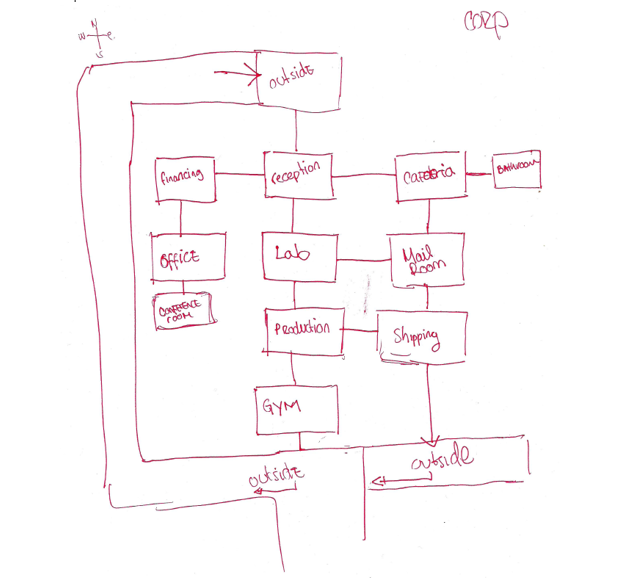 CORP
N
W E
S
outside
financing
reception
Cafeteria
BATHROOM
OFFICE
Lab
Mail
Room
CONFERENCE
ROOM
PRODUCTION
Shipping
GYM
outside
outside